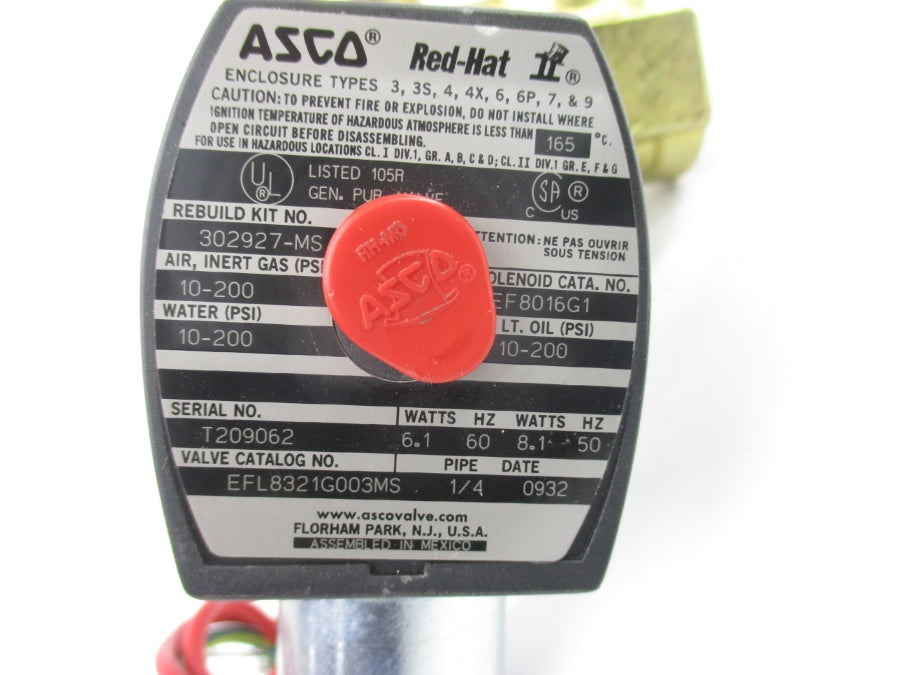 ASCO® Red-Hat II®
ENCLOSURE TYPES 3, 3S, 4, 4X, 6, 6P, 7, & 9
CAUTION: TO PREVENT FIRE OR EXPLOSION, DO NOT INSTALL WHERE
IGNITION TEMPERATURE OF HAZARDOUS ATMOSPHERE IS LESS THAN 165 °C.
OPEN CIRCUIT BEFORE DISASSEMBLING.
FOR USE IN HAZARDOUS LOCATIONS CL. I DIV.1, GR. A, B, C & D; CL. II DIV.1 GR. E, F & G
UL® LISTED 105R
GEN. PUR. VALVE
C SA ® US
REBUILD KIT NO.
302927-MS
ATTENTION: NE PAS OUVRIR
SOUS TENSION
AIR, INERT GAS (PSI
10-200
OLENOID CATA. NO.
EF8016G1
WATER (PSI)
10-200
LT. OIL (PSI)
10-200
ASCO®
SERIAL NO. WATTS HZ WATTS HZ
T209062 6.1 60 8.1 50
VALVE CATALOG NO. PIPE DATE
EFL8321G003MS 1/4 0932
www.ascovalve.com
FLORHAM PARK, N.J., U.S.A.
ASSEMBLED IN MEXICO